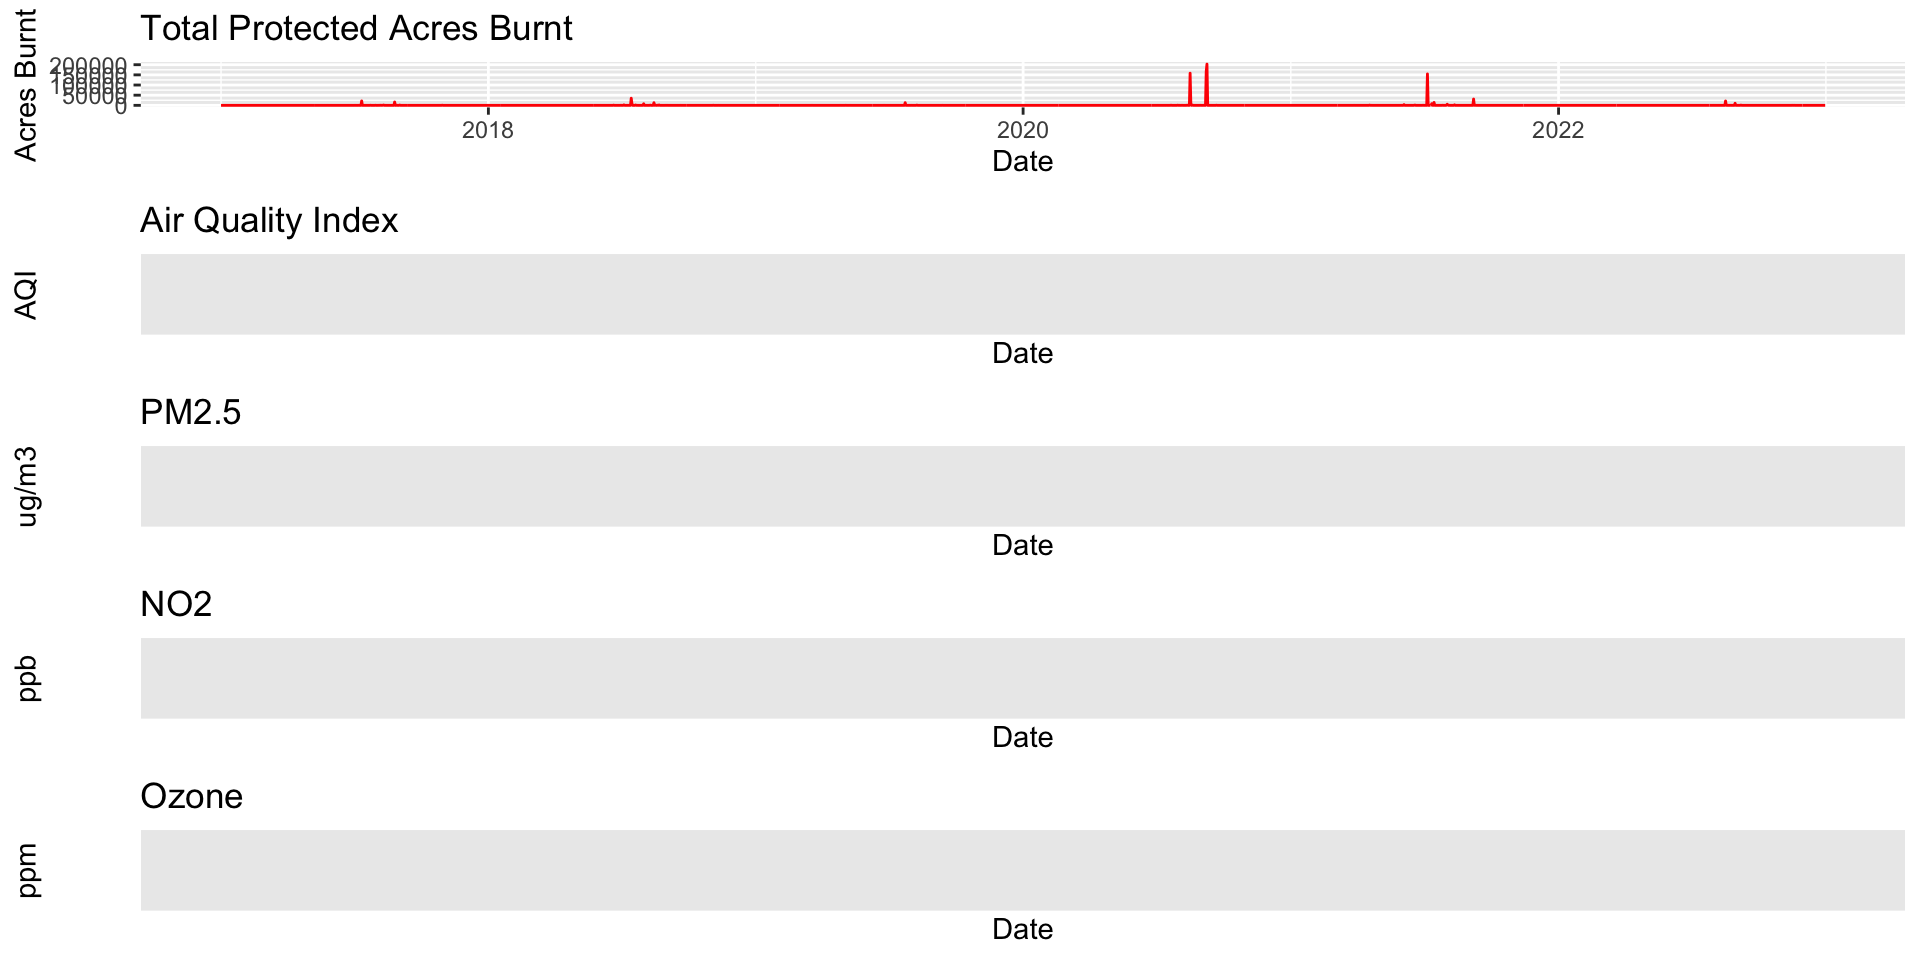 Total Protected Acres Burnt
Acres Burnt
200000
150000
100000
50000
0
2018 2020 2022
Date
Air Quality Index
AQI
Date
PM2.5
ug/m3
Date
NO2
ppb
Date
Ozone
ppm
Date